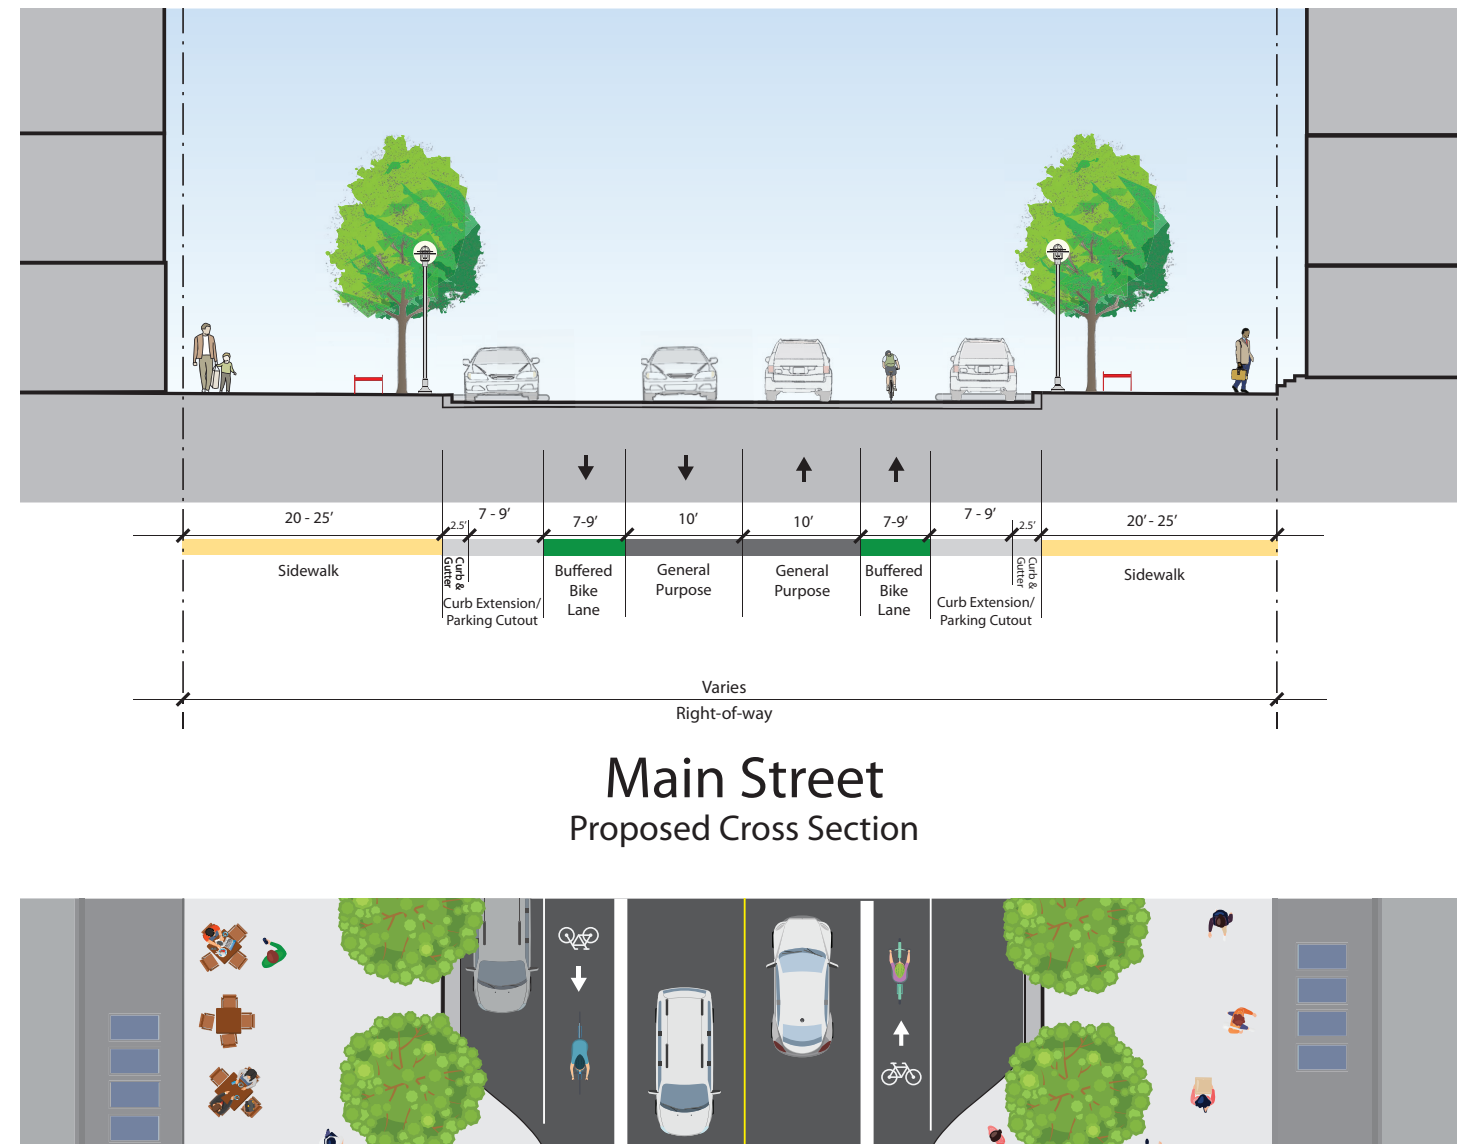 20 - 25’ 2.5’ 7 - 9’ 7-9’ 10’ 10’ 7-9’ 7 - 9’ 2.5’ 20’ - 25’
Sidewalk
Curb &
Gutter
Curb Extension/
Parking Cutout
Buffered
Bike
Lane
General
Purpose
General
Purpose
Buffered
Bike
Lane
Curb Extension/
Parking Cutout
Curb &
Gutter
Sidewalk
Varies
Right-of-way
Main Street
Proposed Cross Section